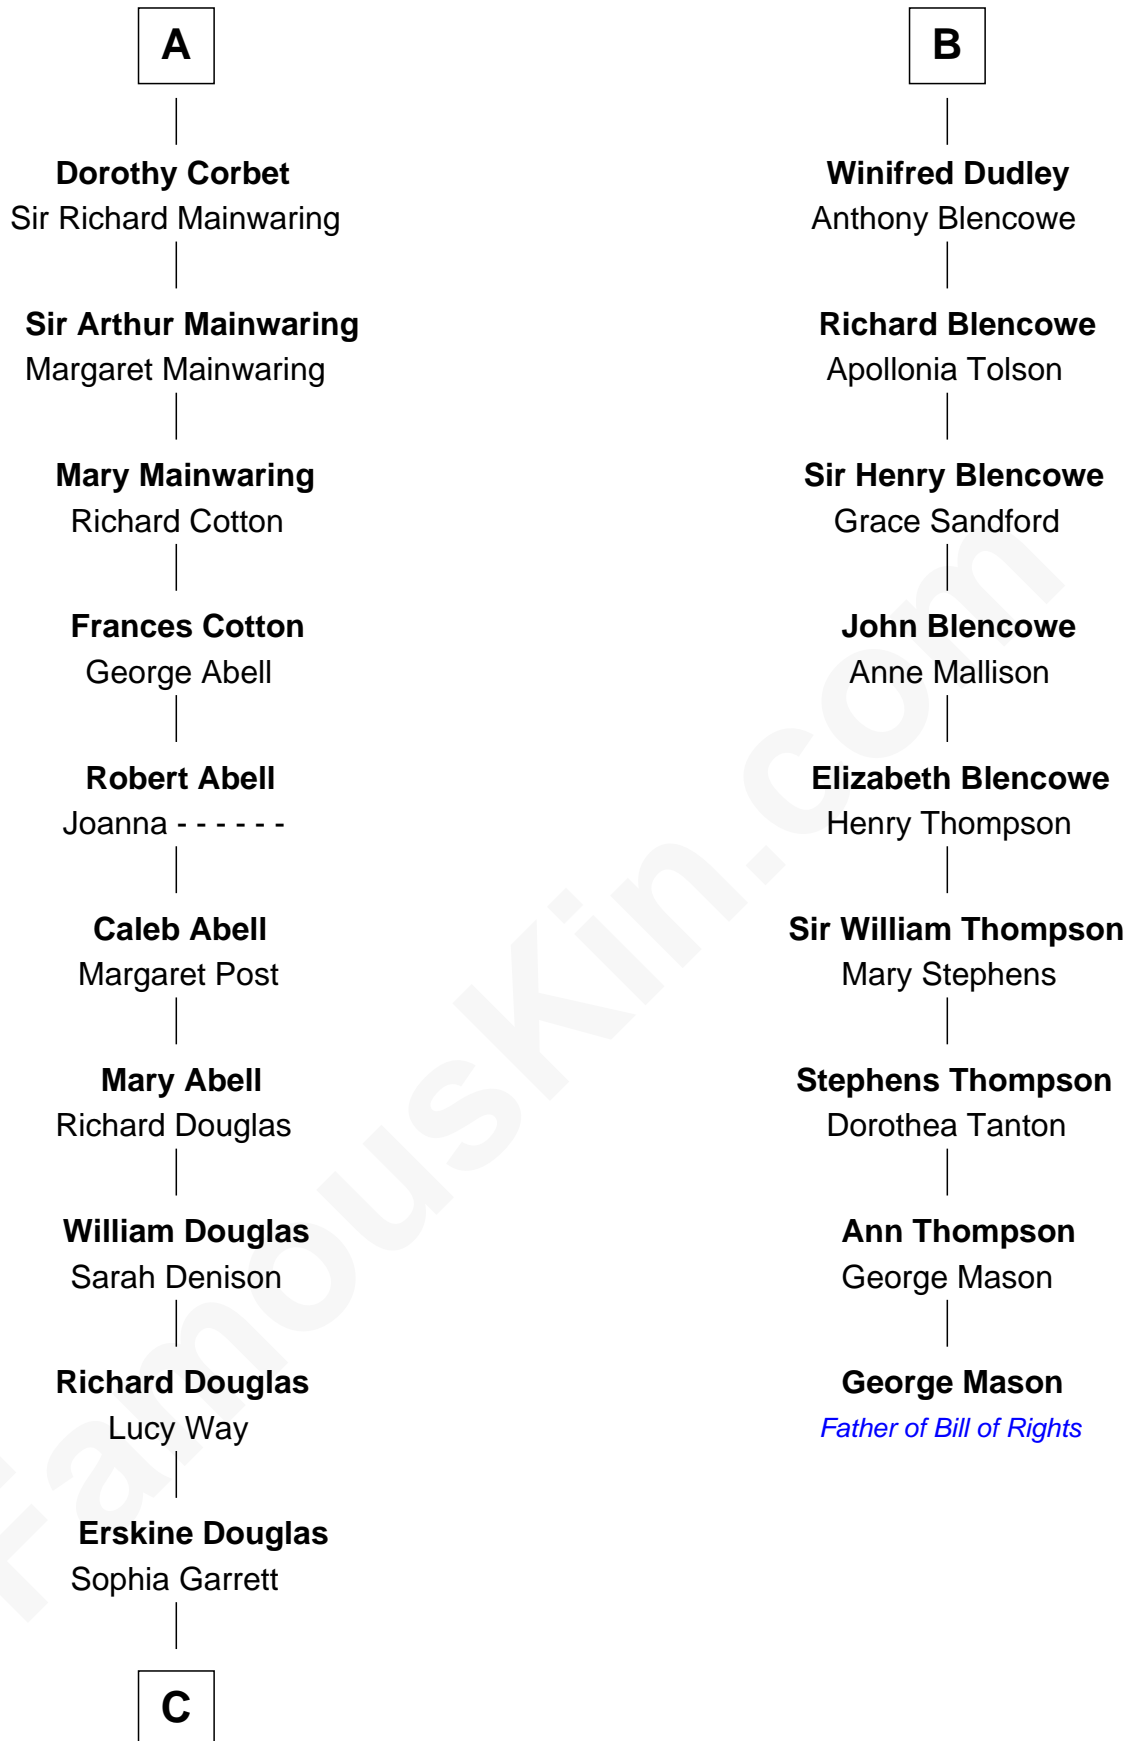 A
Dorothy Corbet
Sir Richard Mainwaring
Sir Arthur Mainwaring
Margaret Mainwaring
Mary Mainwaring
Richard Cotton
Frances Cotton
George Abell
Robert Abell
Joanna - - - - - -
Caleb Abell
Margaret Post
Mary Abell
Richard Douglas
William Douglas
Sarah Denison
Richard Douglas
Lucy Way
Erskine Douglas
Sophia Garrett
C
B
Winifred Dudley
Anthony Blencowe
Richard Blencowe
Apollonia Tolson
Sir Henry Blencowe
Grace Sandford
John Blencowe
Anne Mallison
Elizabeth Blencowe
Henry Thompson
Sir William Thompson
Mary Stephens
Stephens Thompson
Dorothea Tanton
Ann Thompson
George Mason
George Mason
Father of Bill of Rights
FamousKin.com